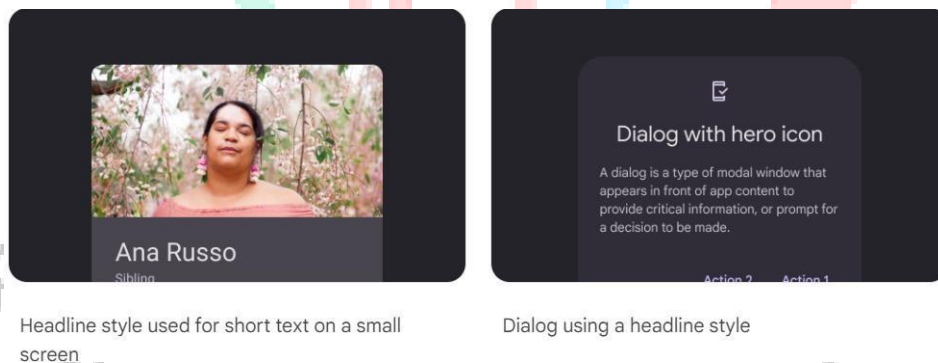 Ana Russo
Sibling
Headline style used for short text on a small
screen
Dialog with hero icon
A dialog is a type of modal window that
appears in front of app content to
provide critical information, or prompt for
a decision to be made.
Action 2 Action 1
Dialog using a headline style